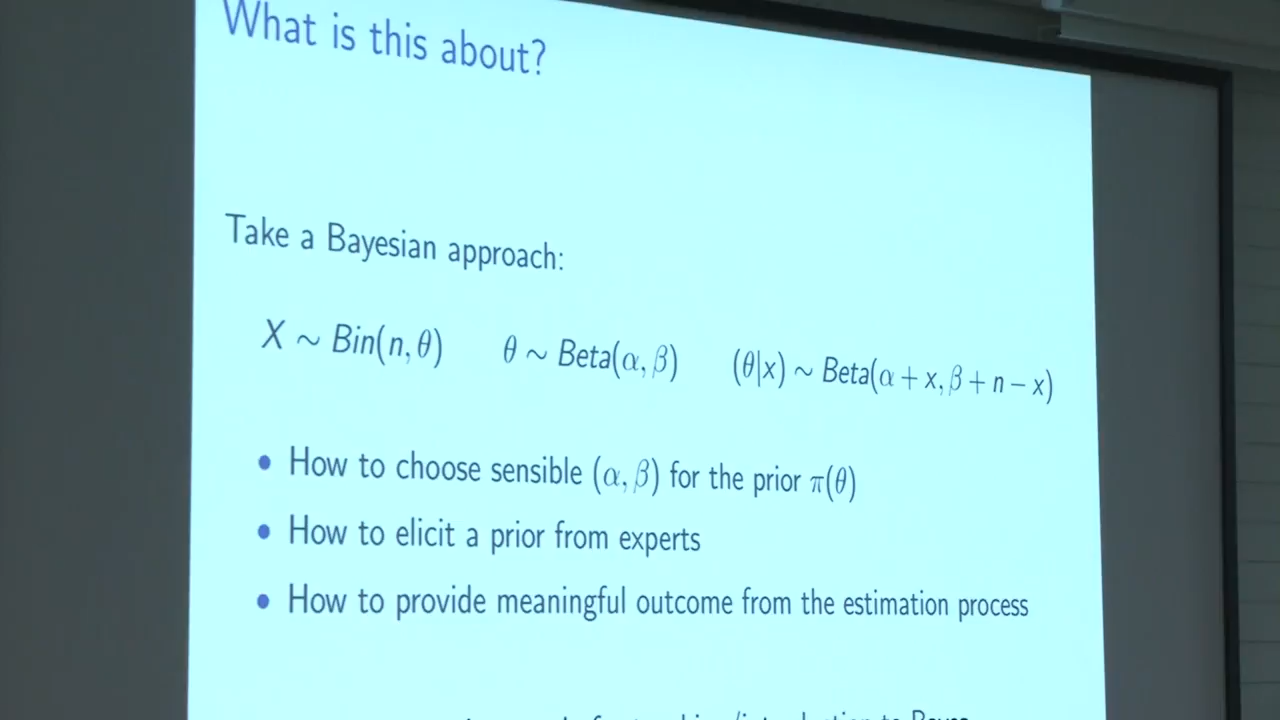 What is this about?
Take a Bayesian approach:
X ~ Bin(n, θ) θ ~ Beta(α, β) (θ|x) ~ Beta(α + x, β + n − x)
• How to choose sensible (α, β) for the prior π(θ)
• How to elicit a prior from experts
• How to provide meaningful outcome from the estimation process